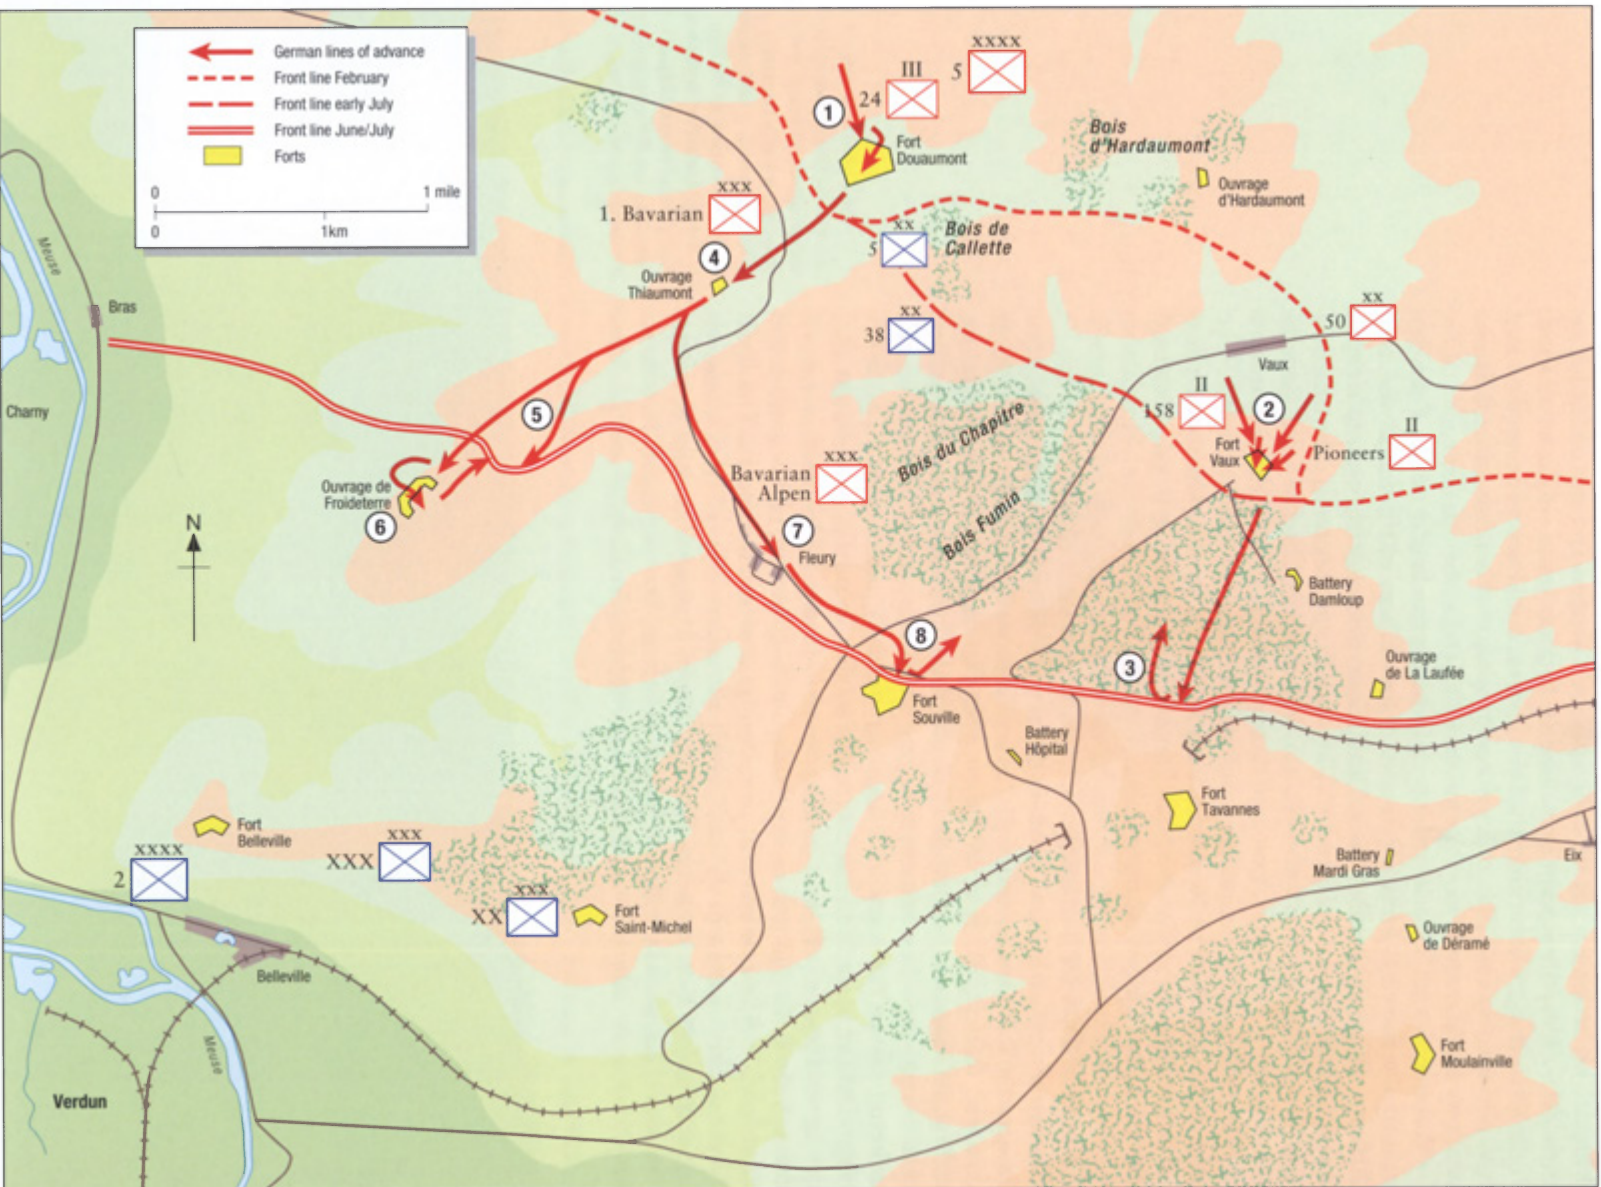 German lines of advance
Front line February
Front line early July
Front line June/July
Forts
0
1 mile
0
1km
XXXX
5
III
24
1
Fort
Douaumont
Bois
d'Hardaumont
Ouvrage
d'Hardaumont
XXX
1. Bavarian
4
Ouvrage
Thiaumont
XX
5
Bois de
Callette
XX
38
XX
50
Vaux
Meuse
Bras
Charny
5
II
158
2
Fort
Vaux
II
Pioneers
Bois du Chapitre
Bois Fumin
XXX
Bavarian
Alpen
Ouvrage de
Froideterre
6
N
7
Fleury
Battery
Damloup
8
3
Ouvrage
de La Laufée
Fort
Souville
Battery
Hôpital
Fort
Tavannes
Fort
Belleville
XXXX
2
XXX
XXX
XXX
XX
Fort
Saint-Michel
Battery
Mardi Gras
Eix
Ouvrage
de Déramé
Belleville
Meuse
Verdun
Fort
Moulainville